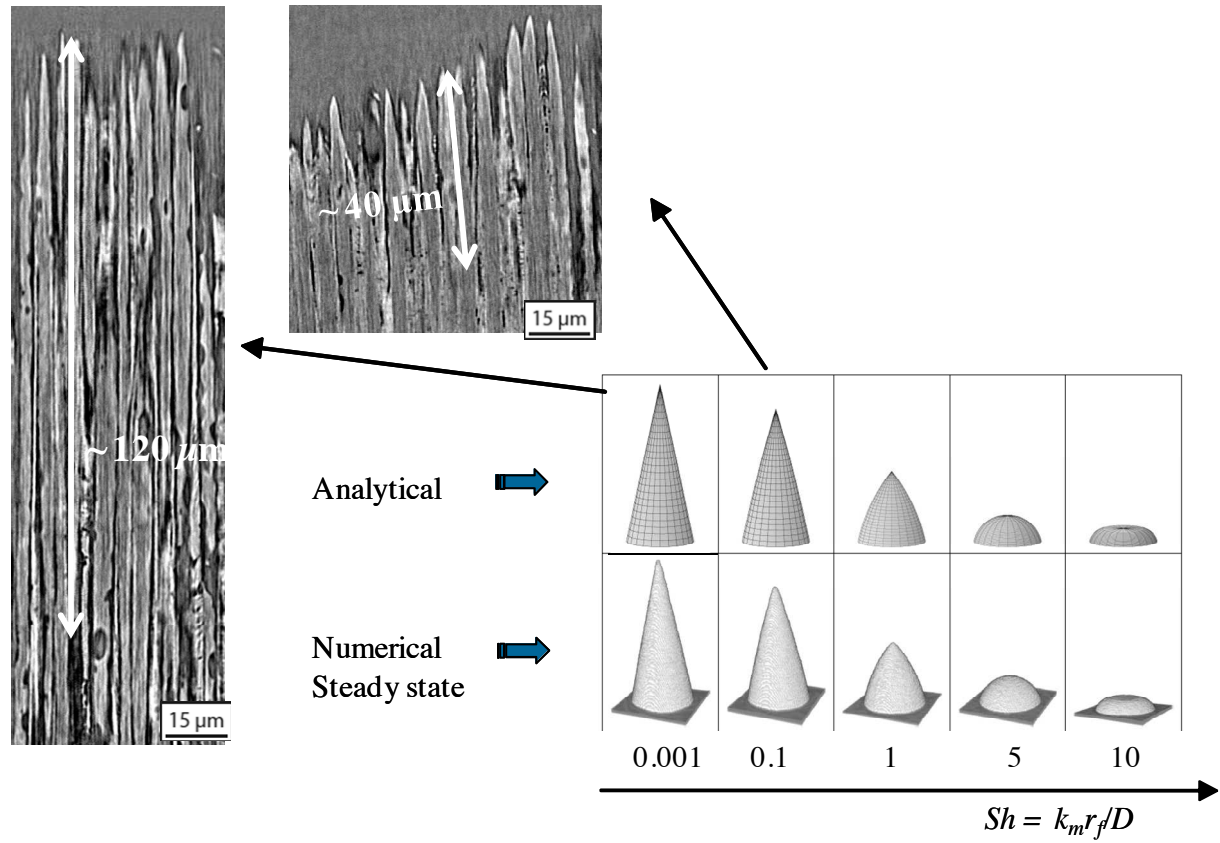 ~40 µm
15 µm
~120 µm
15 µm
Analytical
Numerical
Steady state
0.001 0.1 1 5 10
Sh = kₘr_f/D